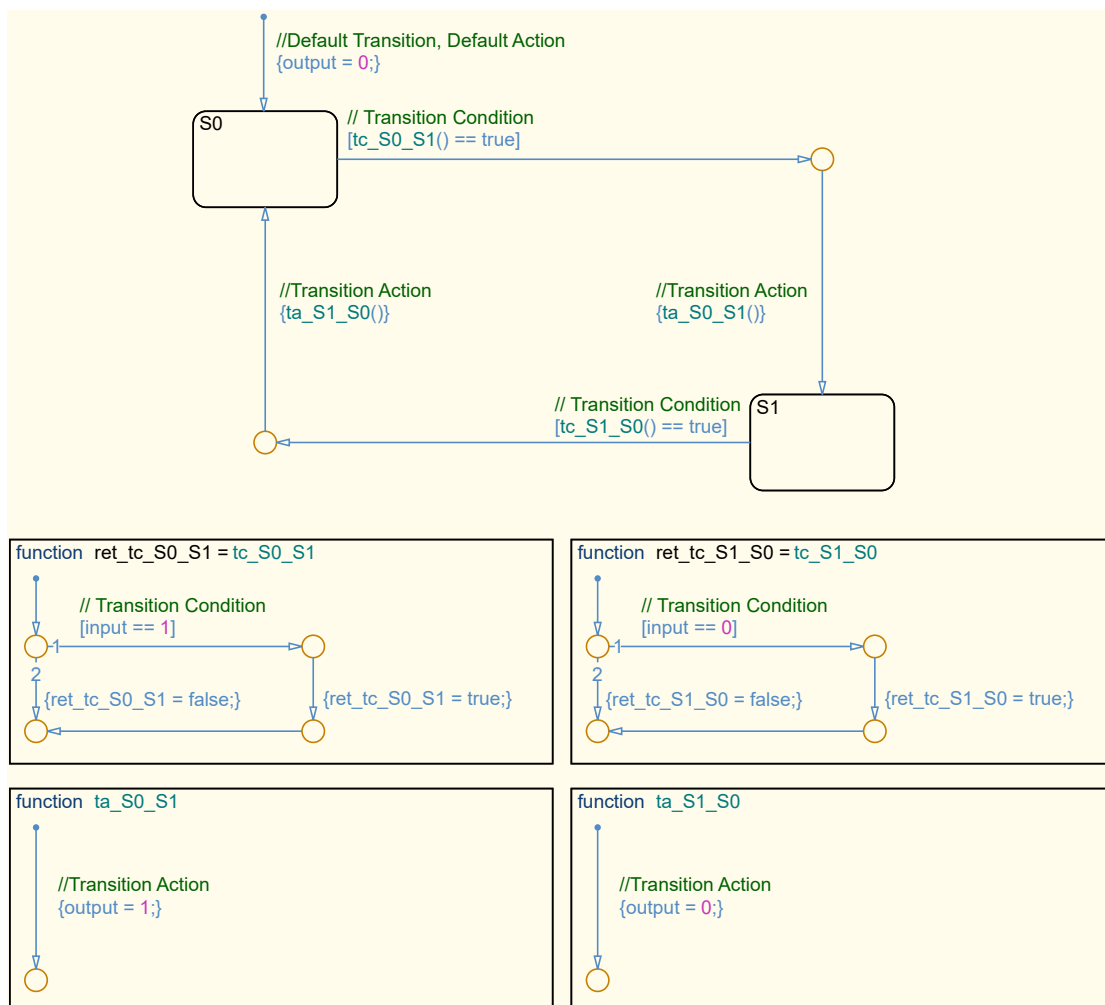 //Default Transition, Default Action
{output = 0;}
S0
// Transition Condition
[tc_S0_S1() == true]
//Transition Action
{ta_S1_S0()}
//Transition Action
{ta_S0_S1()}
// Transition Condition
[tc_S1_S0() == true]
S1
function ret_tc_S0_S1 = tc_S0_S1
// Transition Condition
[input == 1]
1
2
{ret_tc_S0_S1 = false;}
{ret_tc_S0_S1 = true;}
function ret_tc_S1_S0 = tc_S1_S0
// Transition Condition
[input == 0]
1
2
{ret_tc_S1_S0 = false;}
{ret_tc_S1_S0 = true;}
function ta_S0_S1
//Transition Action
{output = 1;}
function ta_S1_S0
//Transition Action
{output = 0;}